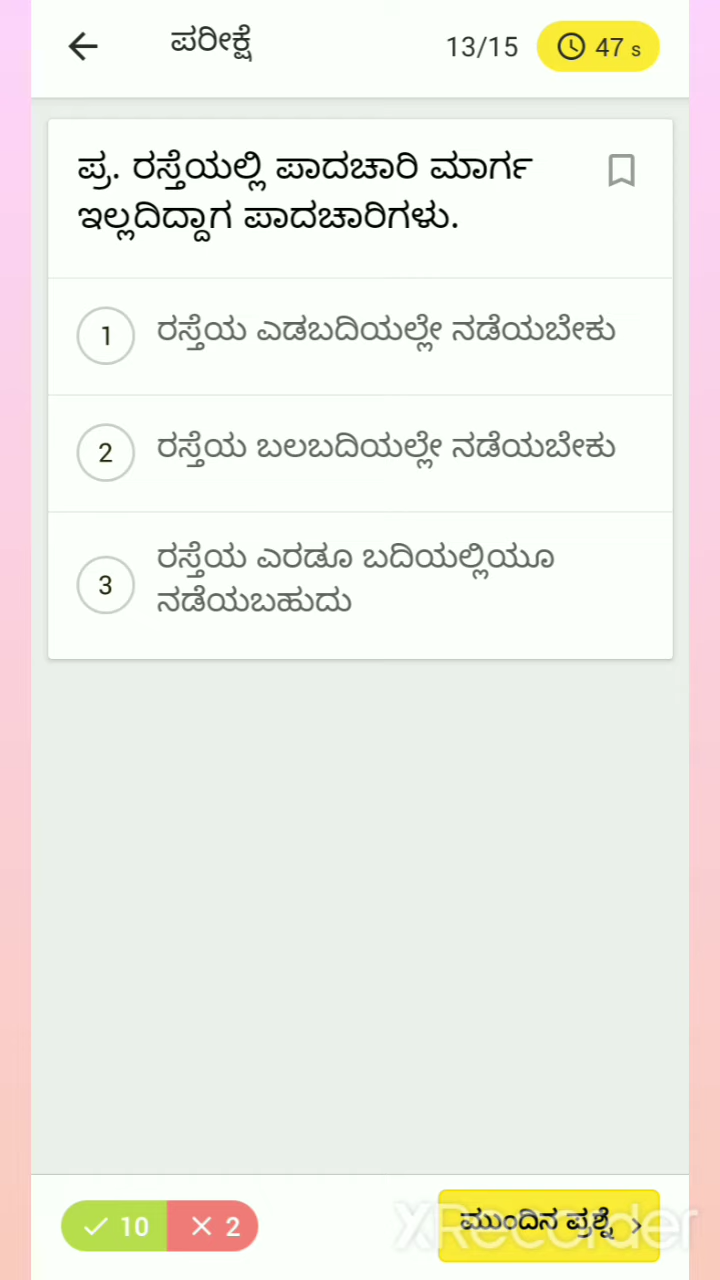 ಪರೀಕ್ಷೆ 13/15 47 s
ಪ್ರ. ರಸ್ತೆಯಲ್ಲಿ ಪಾದಚಾರಿ ಮಾರ್ಗ
ಇಲ್ಲದಿದ್ದಾಗ ಪಾದಚಾರಿಗಳು.
1 ರಸ್ತೆಯ ಎಡಬದಿಯಲ್ಲೇ ನಡೆಯಬೇಕು
2 ರಸ್ತೆಯ ಬಲಬದಿಯಲ್ಲೇ ನಡೆಯಬೇಕು
3 ರಸ್ತೆಯ ಎರಡೂ ಬದಿಯಲ್ಲಿಯೂ
ನಡೆಯಬಹುದು
10 2 ಮುಂದಿನ ಪ್ರಶ್ನೆ
XRecorder